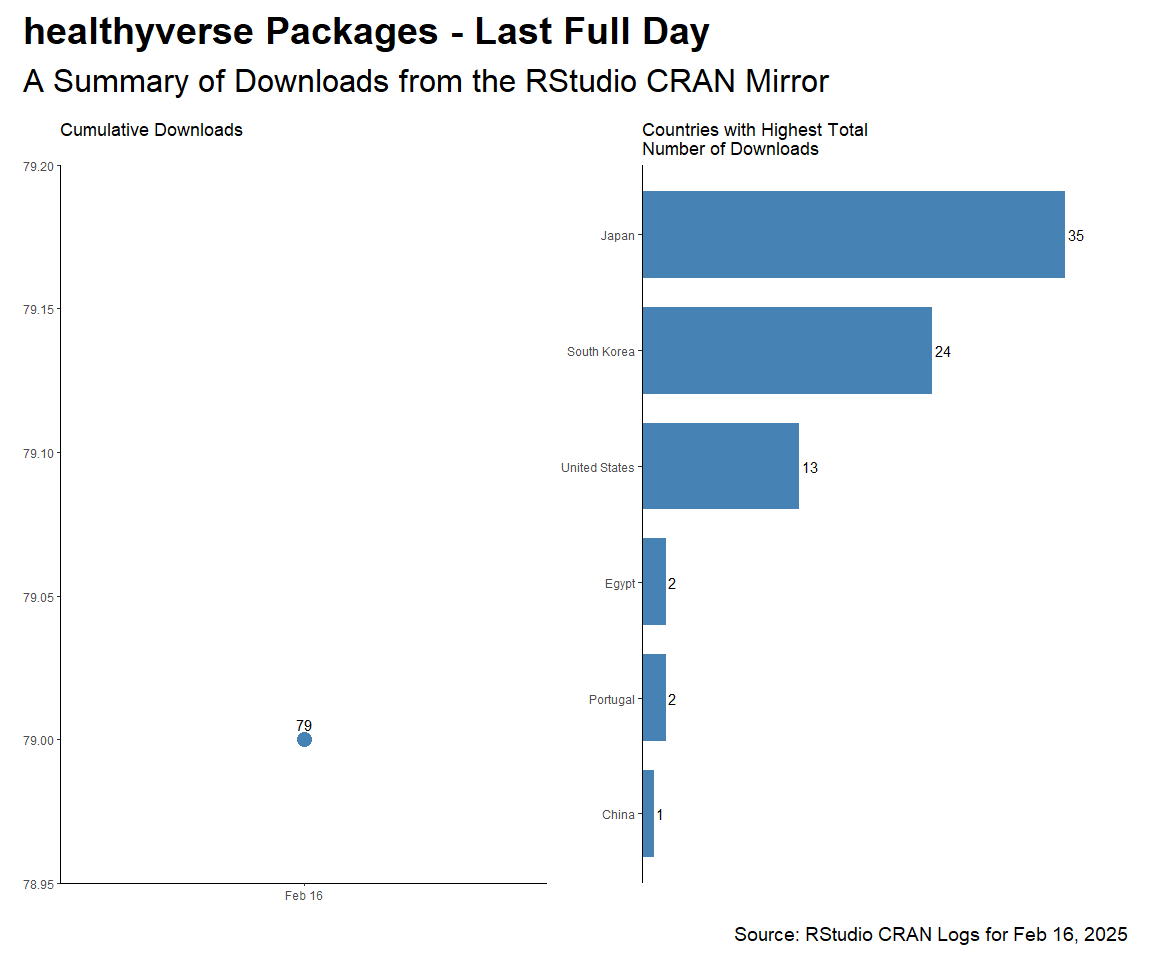 healthyverse Packages - Last Full Day
A Summary of Downloads from the RStudio CRAN Mirror
Cumulative Downloads
79.20
79.15
79.10
79.05
79.00
78.95
79
Feb 16
Countries with Highest Total
Number of Downloads
Japan 35
South Korea 24
United States 13
Egypt 2
Portugal 2
China 1
Source: RStudio CRAN Logs for Feb 16, 2025